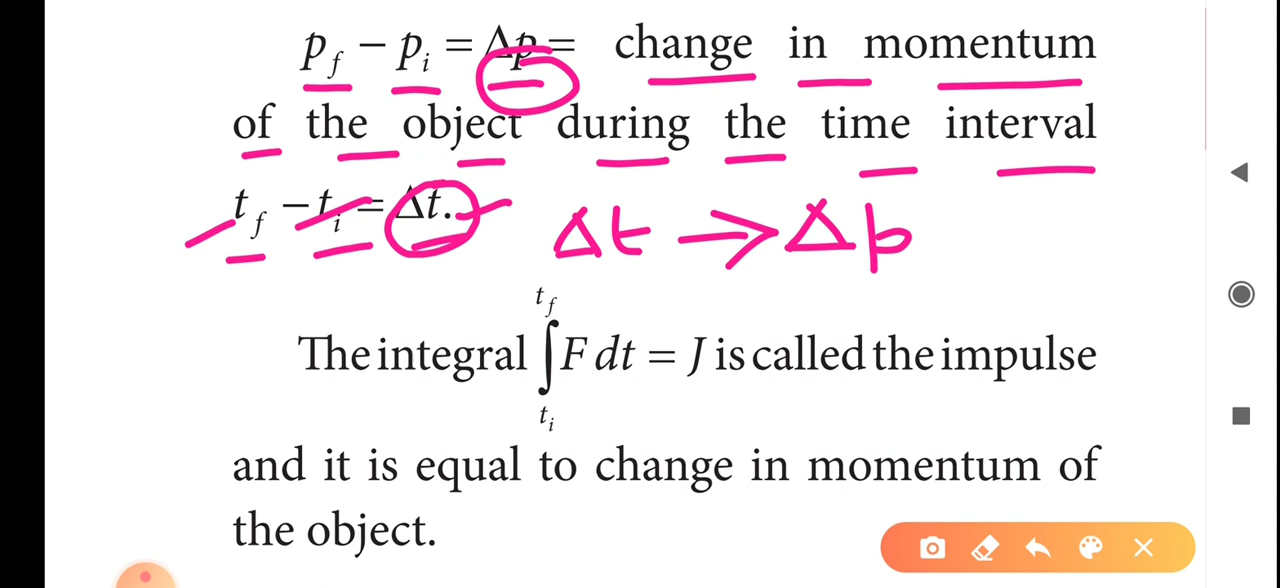 p_f − p_i = Δp = change in momentum
of the object during the time interval
t_f − t_i = Δt. Δt → Δp
The integral ∫_{t_i}^{t_f} F dt = J is called the impulse
and it is equal to change in momentum of
the object.